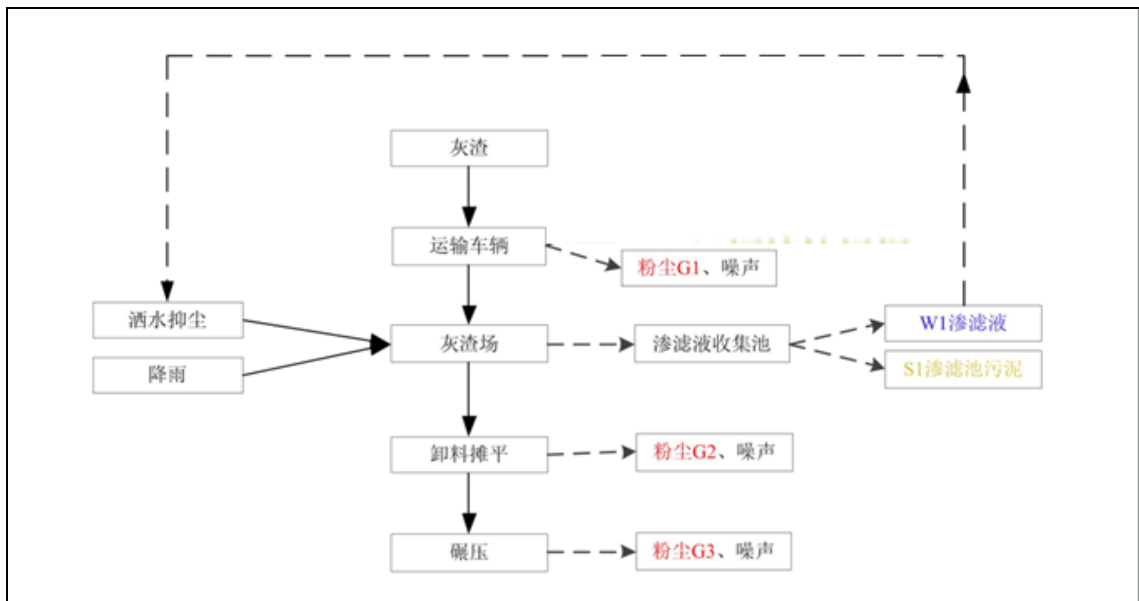 灰渣
运输车辆
粉尘G1、噪声
洒水抑尘
灰渣场
渗滤液收集池
W1渗滤液
降雨
S1渗滤池污泥
卸料摊平
粉尘G2、噪声
碾压
粉尘G3、噪声